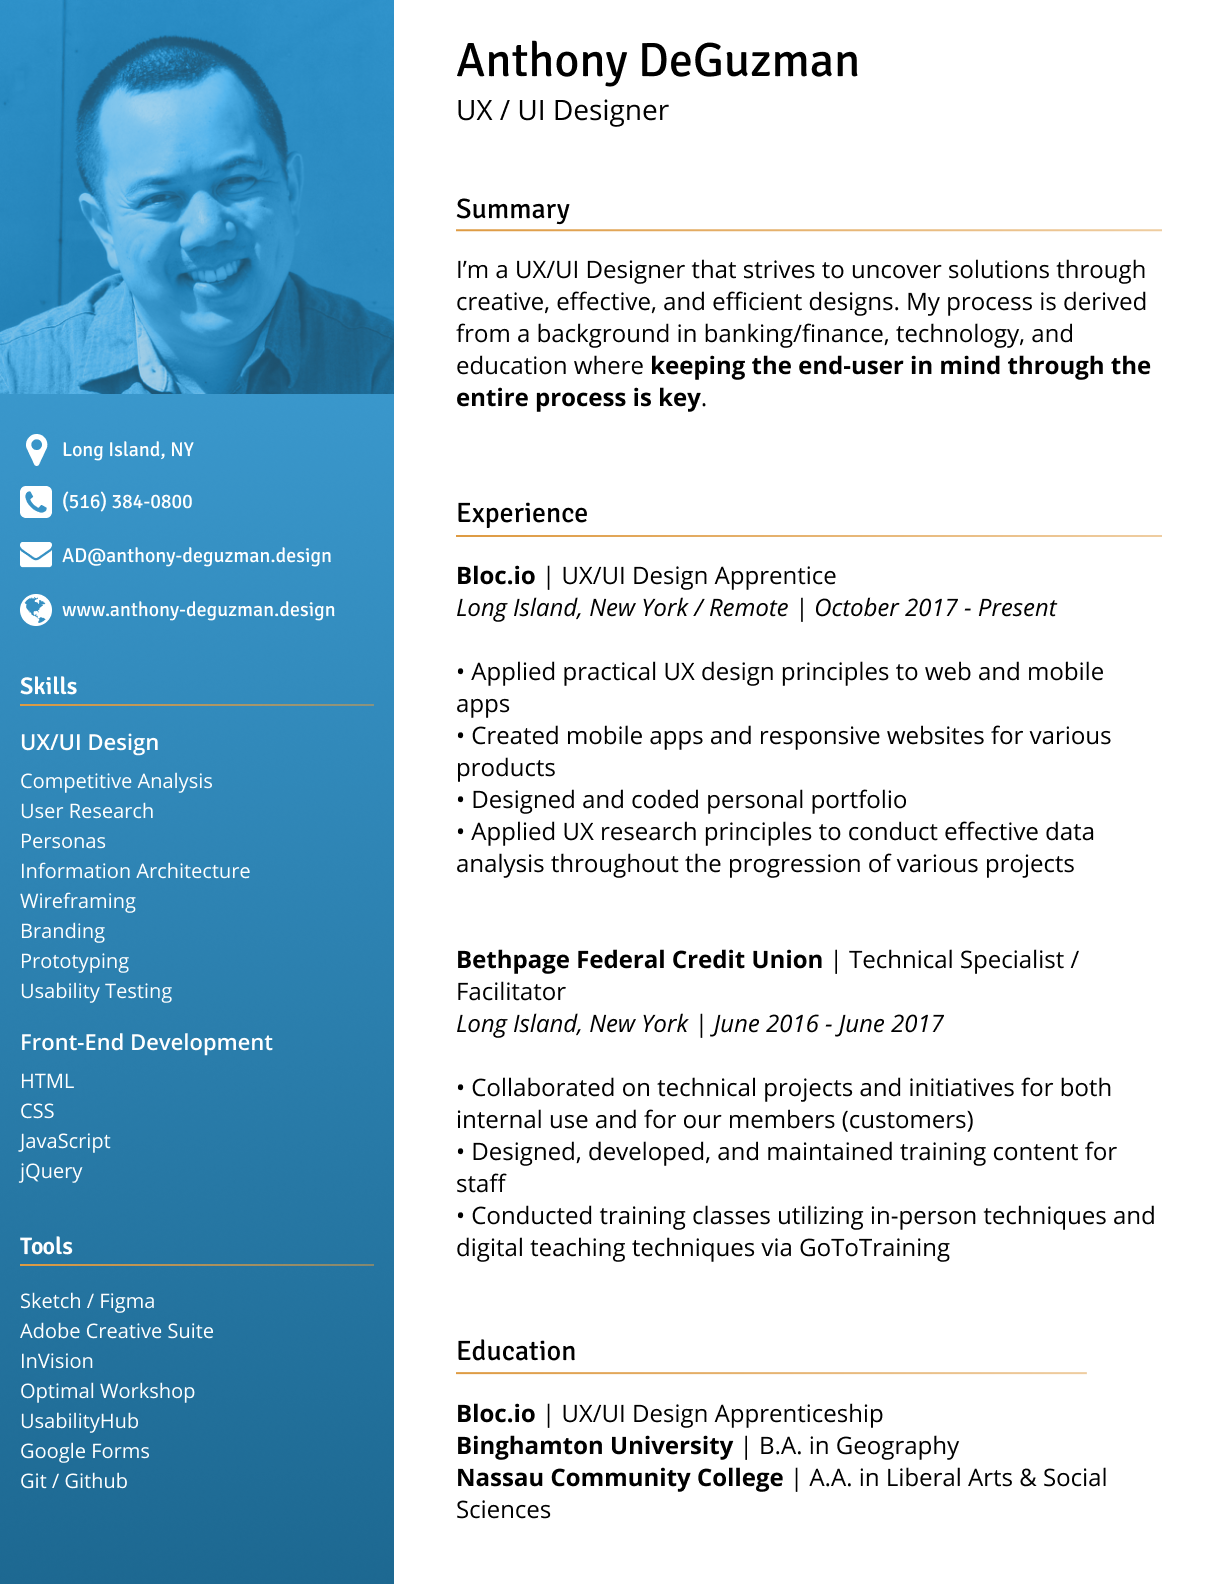 Anthony DeGuzman
UX / UI Designer
Long Island, NY
(516) 384-0800
AD@anthony-deguzman.design
www.anthony-deguzman.design
Skills
UX/UI Design
Competitive Analysis
User Research
Personas
Information Architecture
Wireframing
Branding
Prototyping
Usability Testing
Front-End Development
HTML
CSS
JavaScript
jQuery
Tools
Sketch / Figma
Adobe Creative Suite
InVision
Optimal Workshop
UsabilityHub
Google Forms
Git / Github
Summary
I’m a UX/UI Designer that strives to uncover solutions through
creative, effective, and efficient designs. My process is derived
from a background in banking/finance, technology, and
education where keeping the end-user in mind through the
entire process is key.
Experience
Bloc.io | UX/UI Design Apprentice
Long Island, New York / Remote | October 2017 - Present
• Applied practical UX design principles to web and mobile
apps
• Created mobile apps and responsive websites for various
products
• Designed and coded personal portfolio
• Applied UX research principles to conduct effective data
analysis throughout the progression of various projects
Bethpage Federal Credit Union | Technical Specialist /
Facilitator
Long Island, New York | June 2016 - June 2017
• Collaborated on technical projects and initiatives for both
internal use and for our members (customers)
• Designed, developed, and maintained training content for
staff
• Conducted training classes utilizing in-person techniques and
digital teaching techniques via GoToTraining
Education
Bloc.io | UX/UI Design Apprenticeship
Binghamton University | B.A. in Geography
Nassau Community College | A.A. in Liberal Arts & Social
Sciences